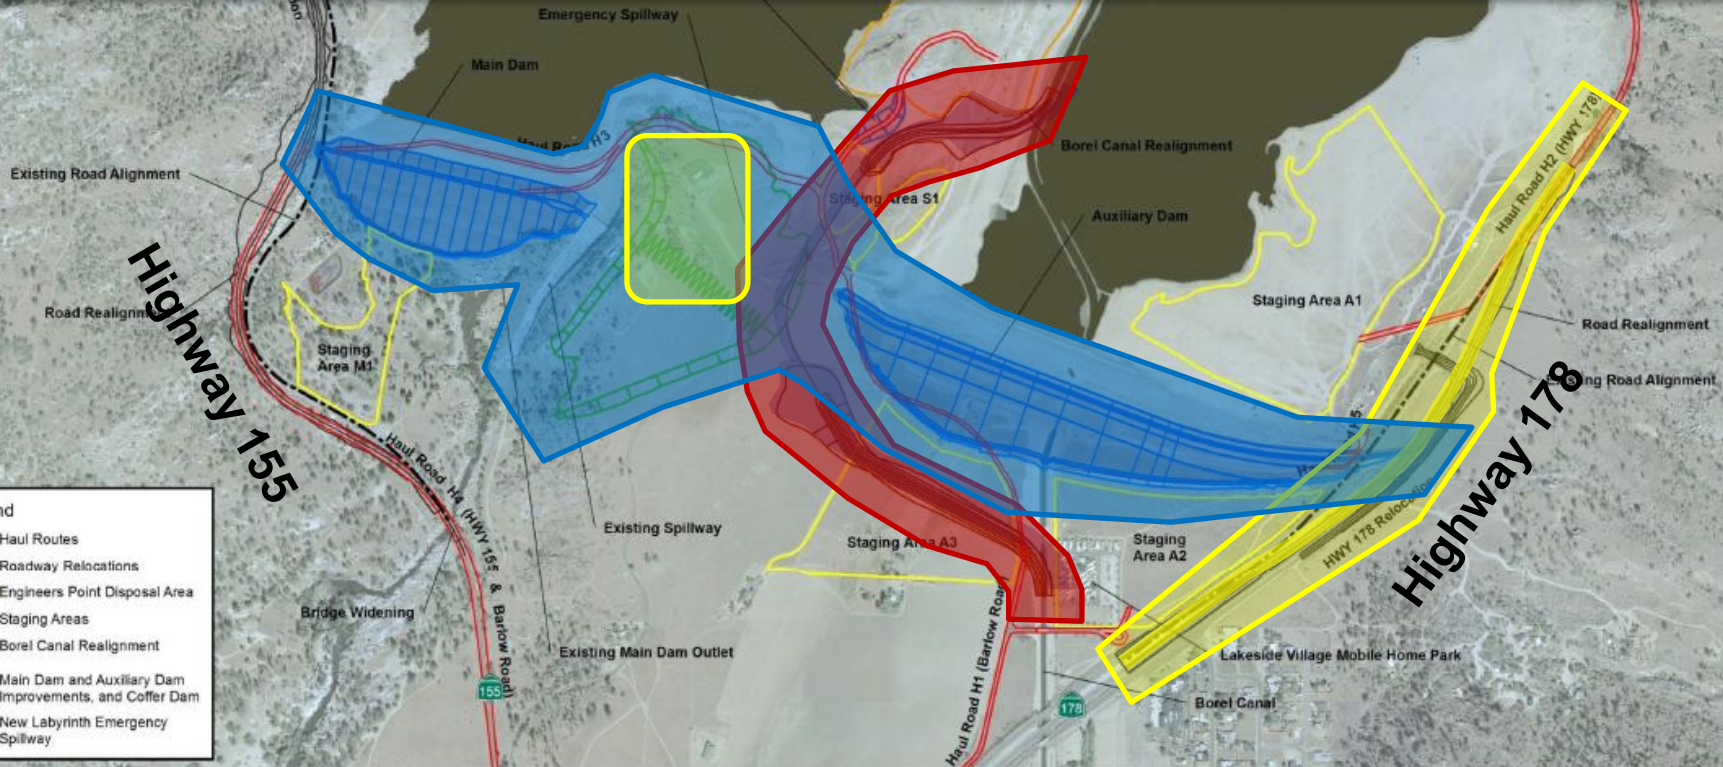 Emergency Spillway
Main Dam
Haul Road H3
Borel Canal Realignment
Existing Road Alignment
Staging Area S1
Auxiliary Dam
Haul Road H2 (HWY 178)
Highway 155
Road Realignm
Staging Area A1
Road Realignment
Staging
Area M1
Existing Road Alignment
Highway 178
Haul Road H4 (HWY 155 & Barlow Road)
HWY 178 Relocation
Existing Spillway
Staging Area A3
Staging
Area A2
nd
Haul Routes
Roadway Relocations
Engineers Point Disposal Area
Staging Areas
Borel Canal Realignment
Main Dam and Auxiliary Dam
Improvements, and Coffer Dam
New Labyrinth Emergency
Spillway
Bridge Widening
Existing Main Dam Outlet
Haul Road H1 (Barlow Road)
Lakeside Village Mobile Home Park
155
178
Borel Canal